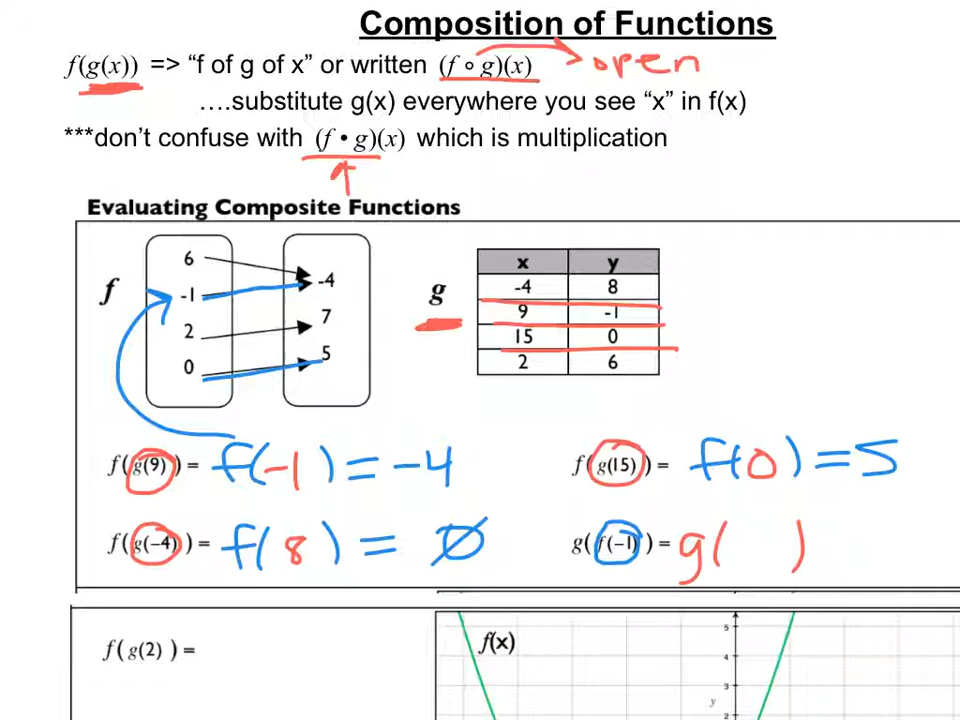 Composition of Functions
f(g(x)) => “f of g of x” or written (f ∘ g)(x) open
….substitute g(x) everywhere you see “x” in f(x)
***don’t confuse with (f • g)(x) which is multiplication
Evaluating Composite Functions
f
6
-1
2
0
-4
7
5
g
x y
-4 8
9 -1
15 0
2 6
f( g(9) ) = f(-1) = -4
f( g(15) ) = f(0) = 5
f( g(−4) ) = f(8) = Ø
g( f(−1) ) = g( )
f( g(2) ) =
f(x)
5
4
3
y
2